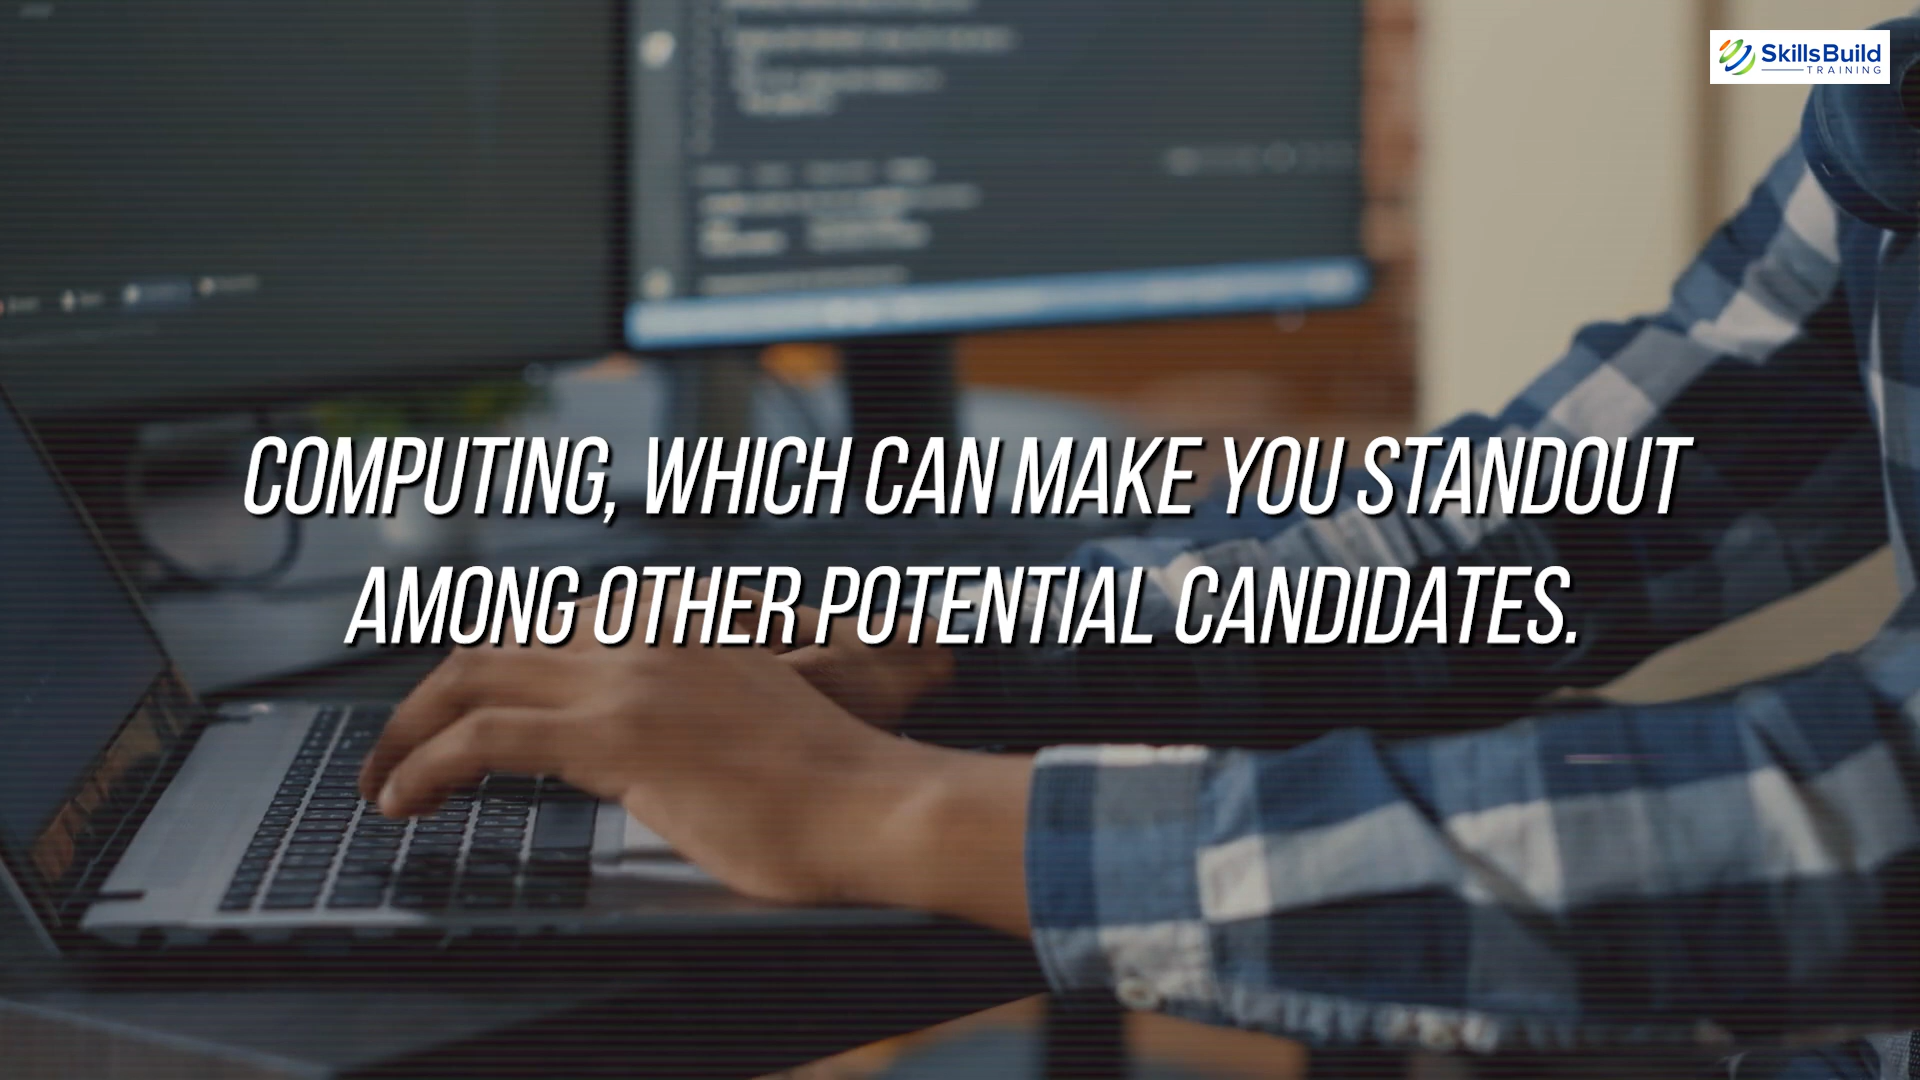 SkillsBuild
TRAINING
COMPUTING, WHICH CAN MAKE YOU STANDOUT
AMONG OTHER POTENTIAL CANDIDATES.